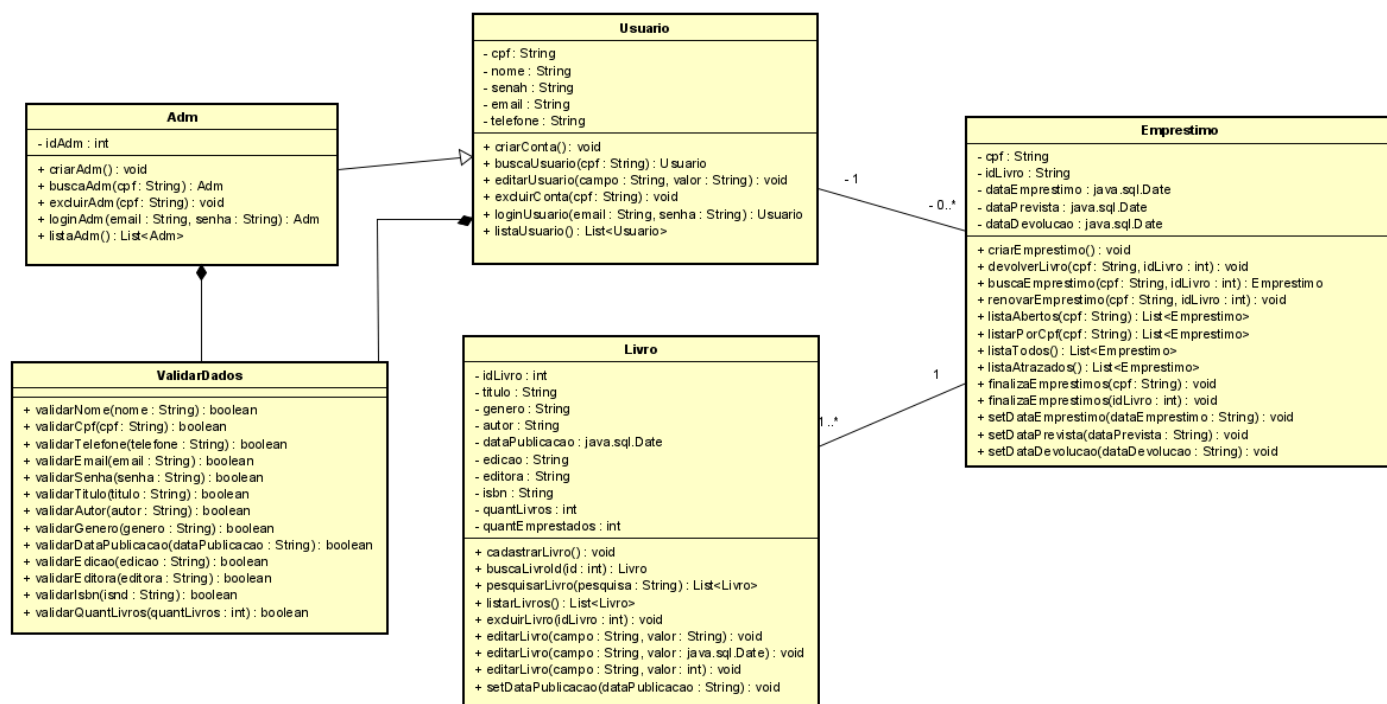 Usuario
- cpf : String
- nome : String
- senah : String
- email : String
- telefone : String
+ criarConta() : void
+ buscaUsuario(cpf : String) : Usuario
+ editarUsuario(campo : String, valor : String) : void
+ excluirConta(cpf : String) : void
+ loginUsuario(email : String, senha : String) : Usuario
+ listaUsuario() : List<Usuario>
Adm
- idAdm : int
+ criarAdm() : void
+ buscaAdm(cpf : String) : Adm
+ excluirAdm(cpf : String) : void
+ loginAdm(email : String, senha : String) : Adm
+ listaAdm() : List<Adm>
Emprestimo
- cpf : String
- idLivro : String
- dataEmprestimo : java.sql.Date
- dataPrevista : java.sql.Date
- dataDevolucao : java.sql.Date
+ criarEmprestimo() : void
+ devolverLivro(cpf : String, idLivro : int) : void
+ buscaEmprestimo(cpf : String, idLivro : int) : Emprestimo
+ renovarEmprestimo(cpf : String, idLivro : int) : void
+ listaAbertos(cpf : String) : List<Emprestimo>
+ listarPorCpf(cpf : String) : List<Emprestimo>
+ listaTodos() : List<Emprestimo>
+ listaAtrazados() : List<Emprestimo>
+ finalizaEmprestimos(cpf : String) : void
+ finalizaEmprestimos(idLivro : int) : void
+ setDataEmprestimo(dataEmprestimo : String) : void
+ setDataPrevista(dataPrevista : String) : void
+ setDataDevolucao(dataDevolucao : String) : void
- 1
- 0..*
ValidarDados
+ validarNome(nome : String) : boolean
+ validarCpf(cpf : String) : boolean
+ validarTelefone(telefone : String) : boolean
+ validarEmail(email : String) : boolean
+ validarSenha(senha : String) : boolean
+ validarTitulo(titulo : String) : boolean
+ validarAutor(autor : String) : boolean
+ validarGenero(genero : String) : boolean
+ validarDataPublicacao(dataPublicacao : String) : boolean
+ validarEdicao(edicao : String) : boolean
+ validarEditora(editora : String) : boolean
+ validarIsbn(isnd : String) : boolean
+ validarQuantLivros(quantLivros : int) : boolean
Livro
- idLivro : int
- titulo : String
- genero : String
- autor : String
- dataPublicacao : java.sql.Date
- edicao : String
- editora : String
- isbn : String
- quantLivros : int
- quantEmprestados : int
+ cadastrarLivro() : void
+ buscaLivroId(id : int) : Livro
+ pesquisarLivro(pesquisa : String) : List<Livro>
+ listarLivros() : List<Livro>
+ excluirLivro(idLivro : int) : void
+ editarLivro(campo : String, valor : String) : void
+ editarLivro(campo : String, valor : java.sql.Date) : void
+ editarLivro(campo : String, valor : int) : void
+ setDataPublicacao(dataPublicacao : String) : void
1
1..*